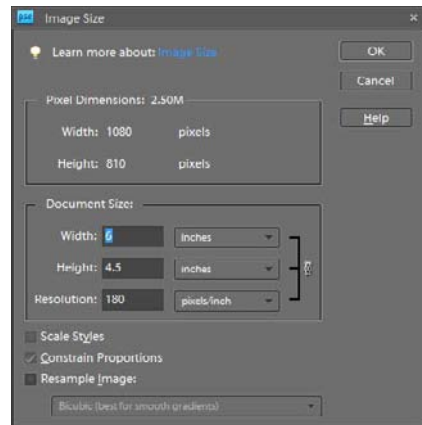 Image Size
Learn more about: Image Size
OK
Cancel
Help
Pixel Dimensions: 2.50M
Width: 1080 pixels
Height: 810 pixels
Document Size:
Width: 6 inches
Height: 4.5 inches
Resolution: 180 pixels/inch
Scale Styles
Constrain Proportions
Resample Image:
Bicubic (best for smooth gradients)